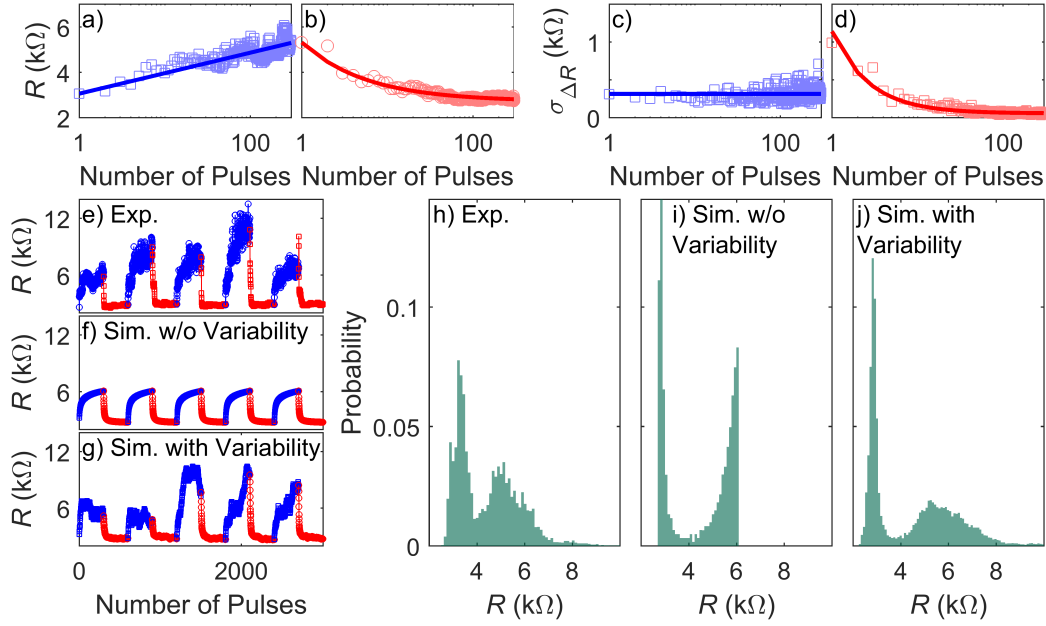 a)
b)
c)
d)
R (kΩ)
6
4
2
σΔR (kΩ)
1
0
1
100
1
100
1
100
1
100
Number of Pulses
Number of Pulses
Number of Pulses
Number of Pulses
e) Exp.
R (kΩ)
12
6
f) Sim. w/o Variability
R (kΩ)
12
6
g) Sim. with Variability
R (kΩ)
12
6
0
2000
Number of Pulses
h) Exp.
i) Sim. w/o
Variability
j) Sim. with
Variability
Probability
0.1
0.05
0
4
6
8
4
6
8
4
6
8
R (kΩ)
R (kΩ)
R (kΩ)